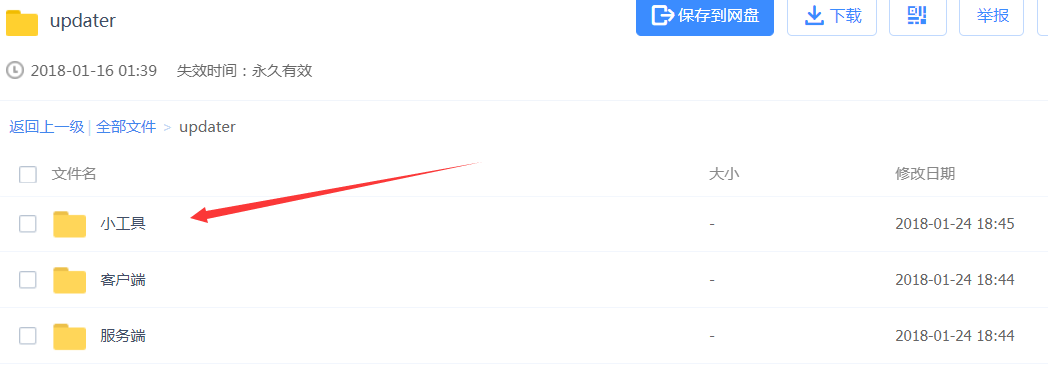 updater
保存到网盘 下载 举报
2018-01-16 01:39 失效时间：永久有效
返回上一级 | 全部文件 > updater
文件名 大小 修改日期
小工具 - 2018-01-24 18:45
客户端 - 2018-01-24 18:44
服务端 - 2018-01-24 18:44